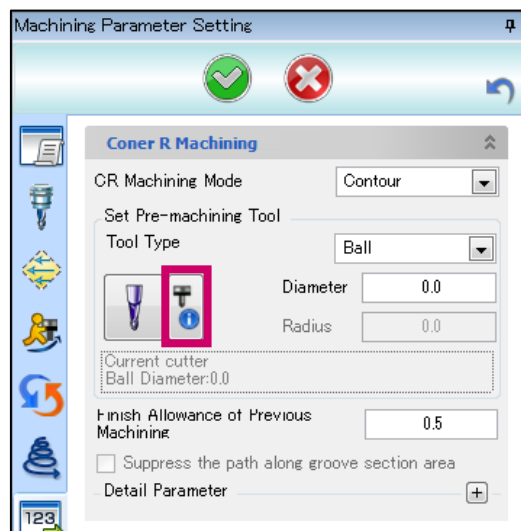 Machining Parameter Setting
Coner R Machining
CR Machining Mode Contour
Set Pre-machining Tool
Tool Type Ball
Diameter 0.0
Radius 0.0
Current cutter
Ball Diameter:0.0
Finish Allowance of Previous
Machining 0.5
Suppress the path along groove section area
Detail Parameter
123